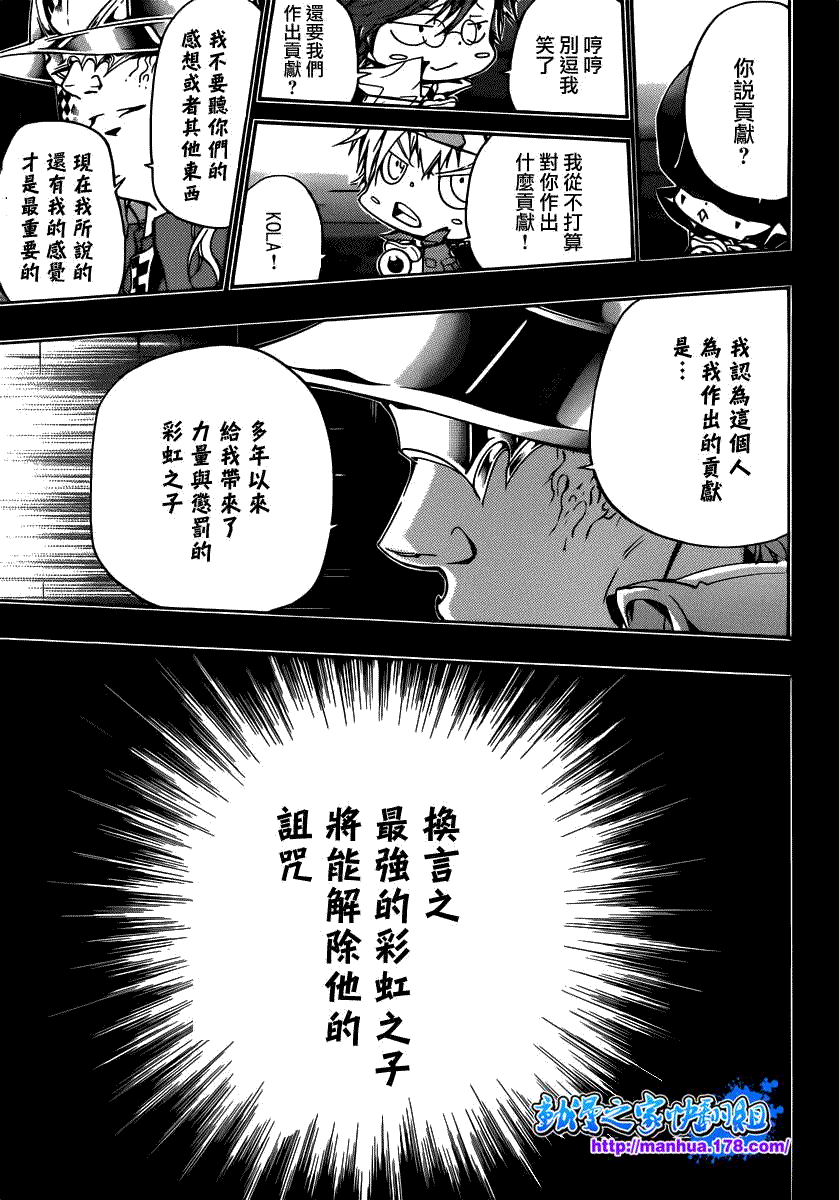 你說貢獻？
哼哼
別逗我
笑了
還要我們
作出貢獻？
我從不打算
對你作出
什麼貢獻！
KOLA！
我不要聽你們的
感想或者其他東西
現在我所說的
還有我的感覺
才是最重要的
我認為這個人
為我作出的貢獻
是…
多年以來
給我帶來了
力量與懲罰的
彩虹之子
換言之
最強的彩虹之子
將能解除他的
詛咒
動漫之家快翻組
http://manhua.178.com/